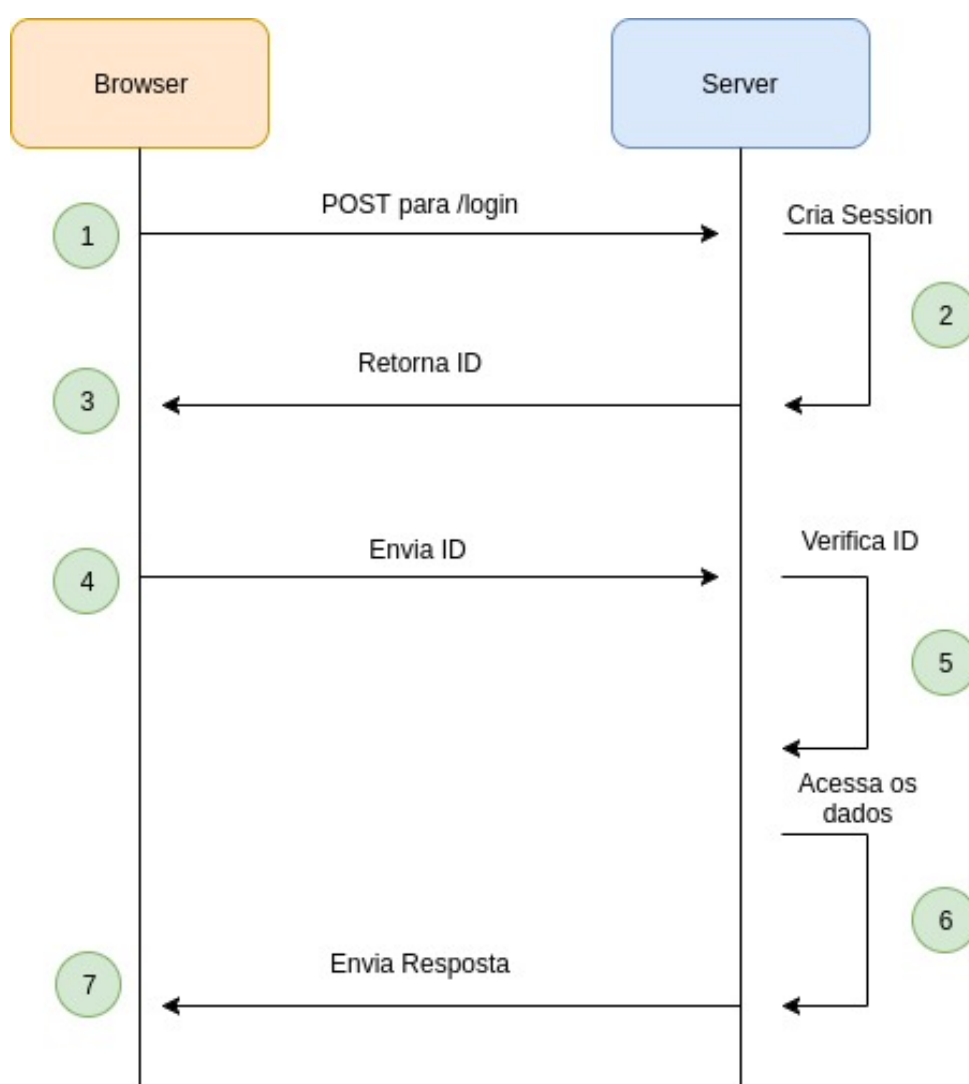 Browser
Server
POST para /login
Cria Session
1
2
Retorna ID
3
Envia ID
Verifica ID
4
5
Acessa os
dados
6
Envia Resposta
7